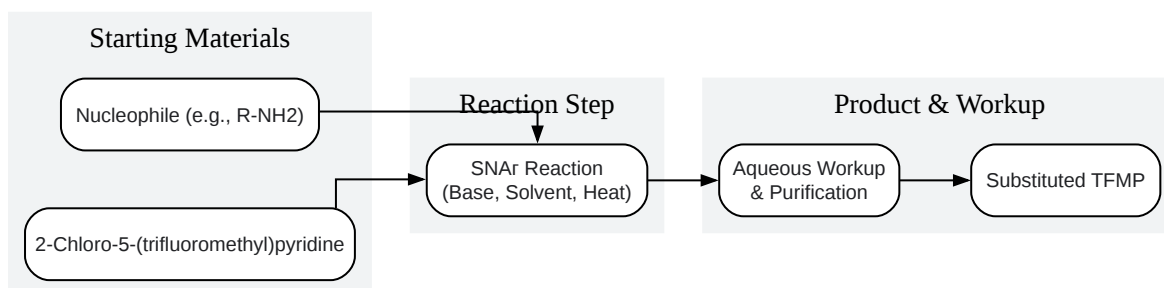 Starting Materials
Nucleophile (e.g., R-NH2)
2-Chloro-5-(trifluoromethyl)pyridine
Reaction Step
SNAr Reaction
(Base, Solvent, Heat)
Product & Workup
Aqueous Workup
& Purification
Substituted TFMP